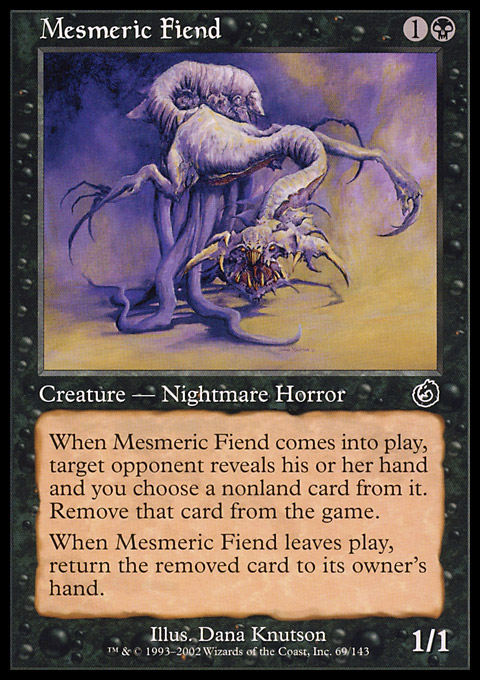 Mesmeric Fiend 1
Creature — Nightmare Horror
When Mesmeric Fiend comes into play,
target opponent reveals his or her hand
and you choose a nonland card from it.
Remove that card from the game.
When Mesmeric Fiend leaves play,
return the removed card to its owner's
hand.
Illus. Dana Knutson
1/1
™ & © 1993–2002 Wizards of the Coast, Inc. 69/143